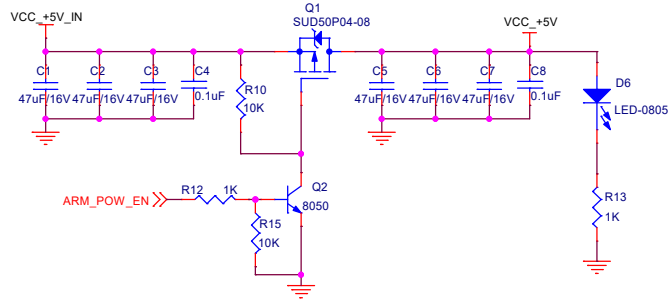 Q1
SUD50P04-08
VCC_+5V_IN
VCC_+5V
C1
47uF/16V
C2
47uF/16V
C3
47uF/16V
C4
0.1uF
R10
10K
C5
47uF/16V
C6
47uF/16V
C7
47uF/16V
C8
0.1uF
D6
LED-0805
ARM_POW_EN
R12
1K
Q2
8050
R15
10K
R13
1K